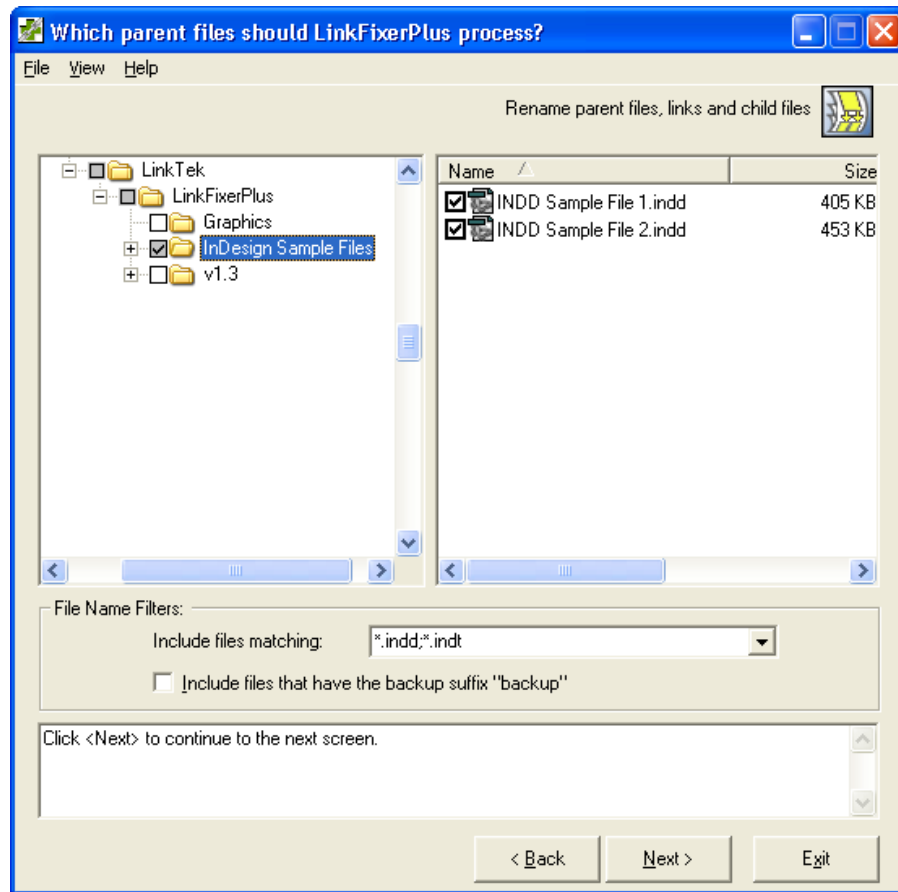 Which parent files should LinkFixerPlus process?
File View Help
Rename parent files, links and child files
LinkTek
LinkFixerPlus
Graphics
InDesign Sample Files
v1.3
Name Size
INDD Sample File 1.indd 405 KB
INDD Sample File 2.indd 453 KB
File Name Filters:
Include files matching: *.indd;*.indt
Include files that have the backup suffix "backup"
Click <Next> to continue to the next screen.
< Back Next > Exit